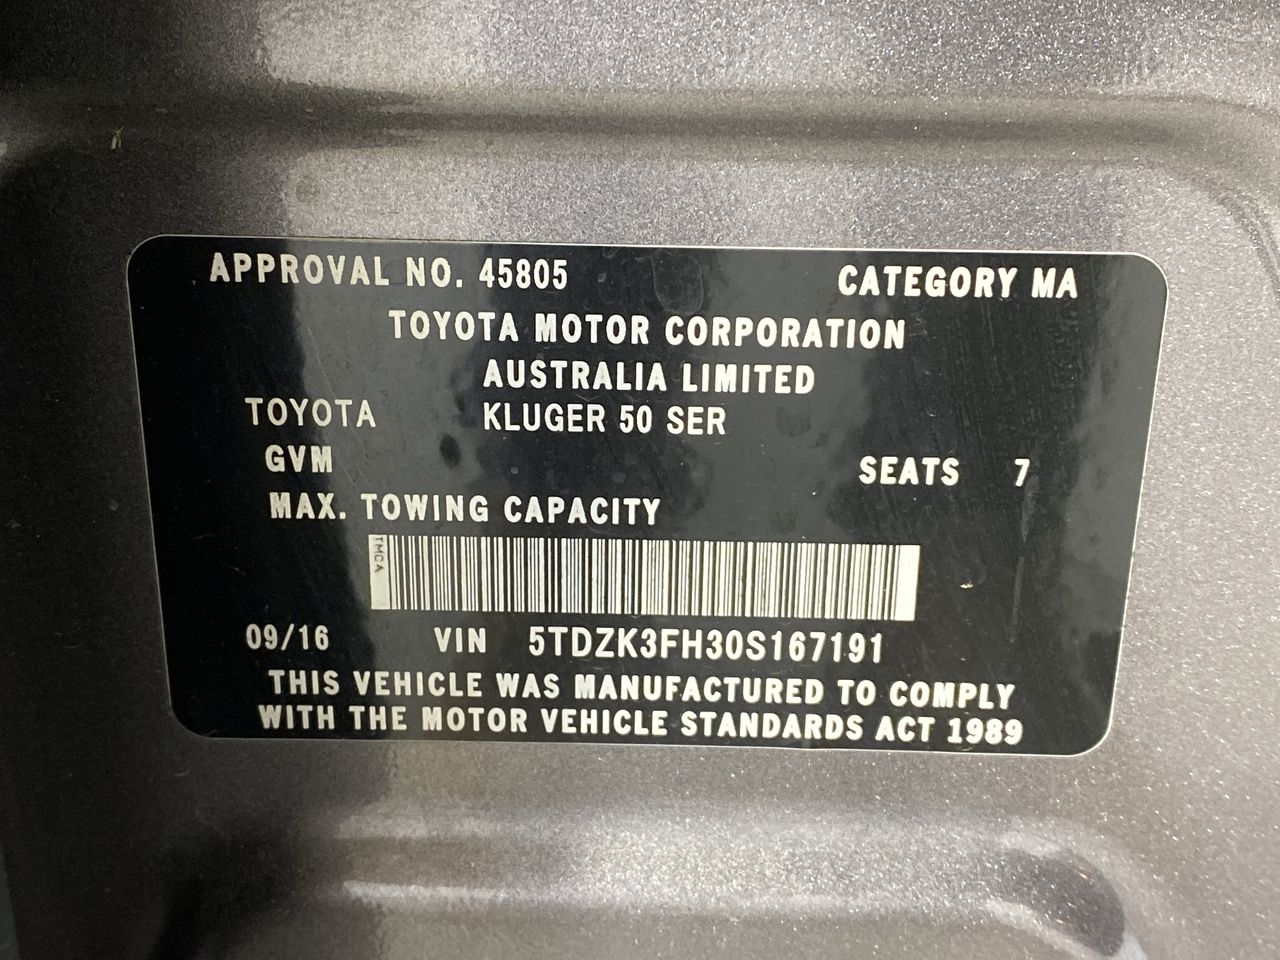 APPROVAL NO. 45805 CATEGORY MA
TOYOTA MOTOR CORPORATION
AUSTRALIA LIMITED
TOYOTA KLUGER 50 SER
GVM SEATS 7
MAX. TOWING CAPACITY
TMCA
09/16 VIN 5TDZK3FH30S167191
THIS VEHICLE WAS MANUFACTURED TO COMPLY
WITH THE MOTOR VEHICLE STANDARDS ACT 1989